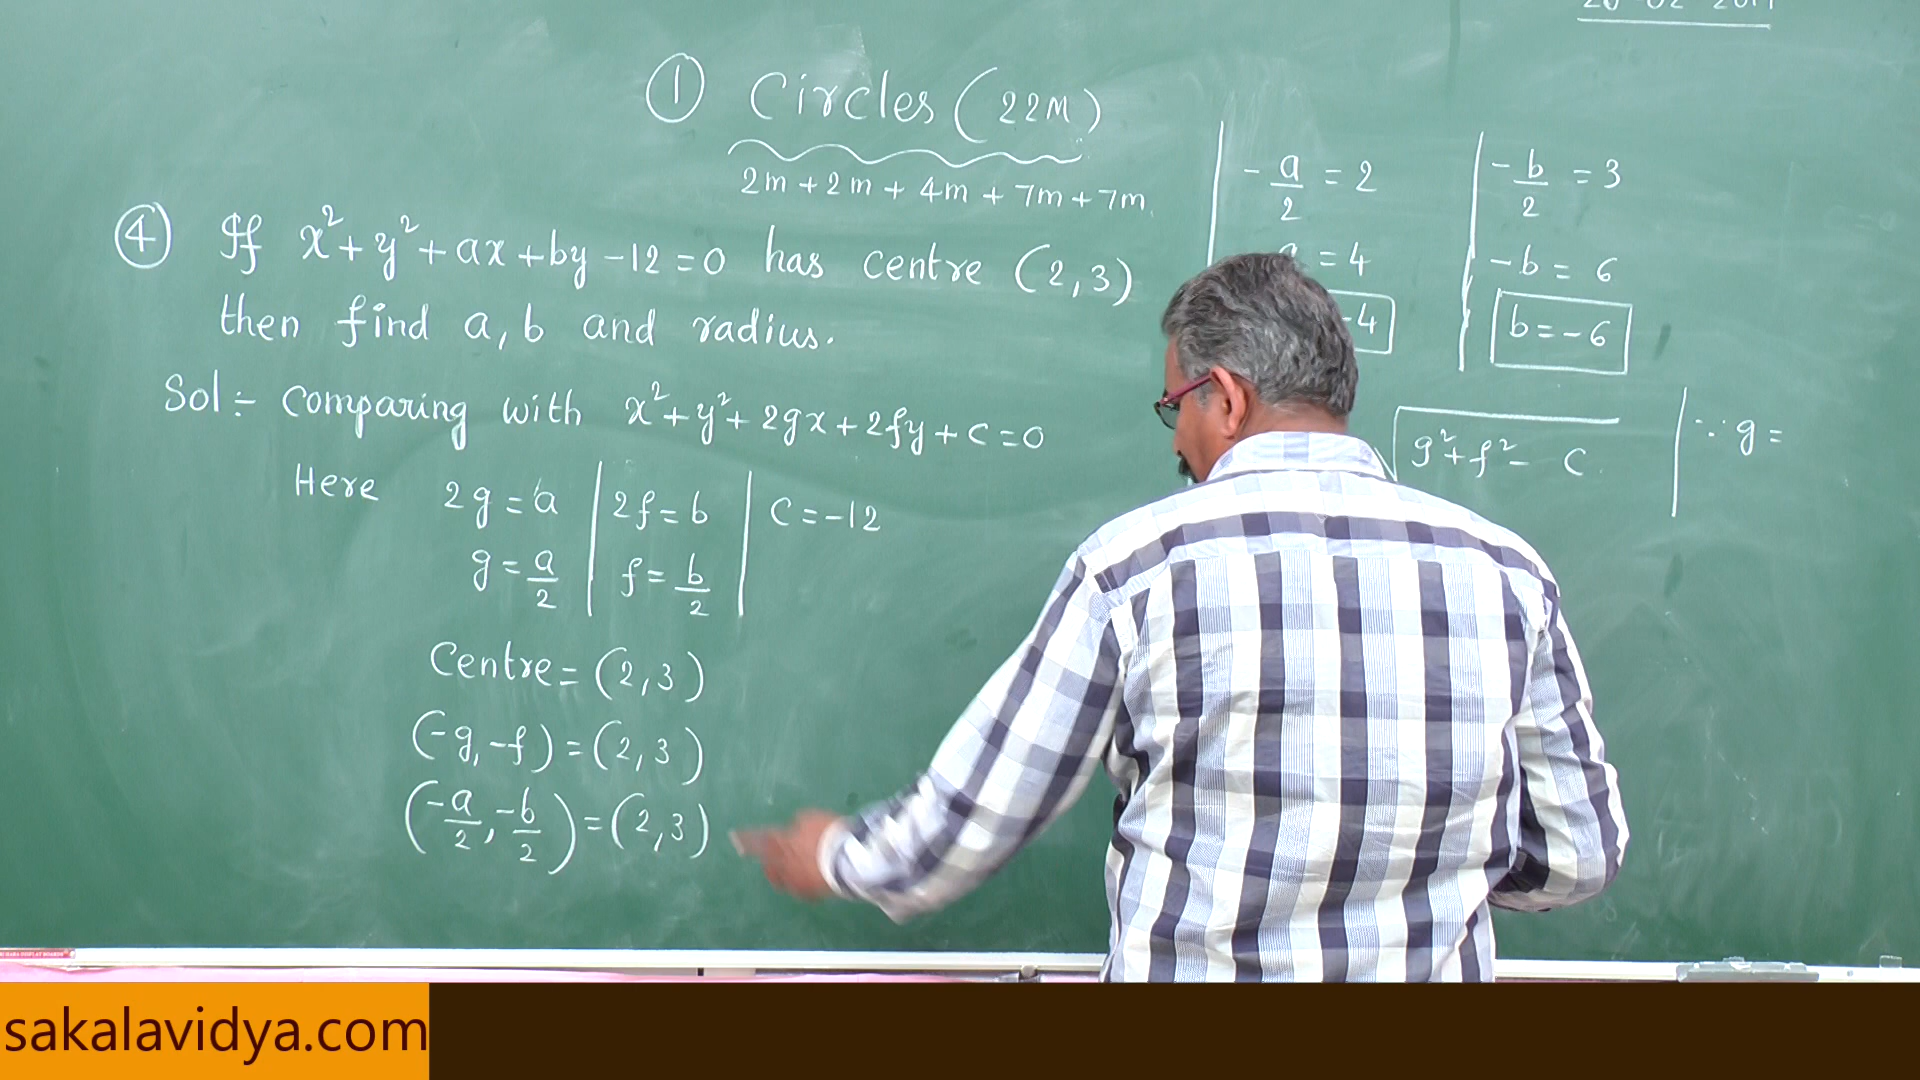 ① Circles (22M)
2m + 2m + 4m + 7m + 7m
④ If x² + y² + ax + by - 12 = 0 has centre (2, 3)
then find a, b and radius.
Sol :- Comparing with x² + y² + 2gx + 2fy + c = 0
Here 2g = a | 2f = b | C = -12
g = a/2 | f = b/2
Centre = (2, 3)
(-g, -f) = (2, 3)
(-a/2, -b/2) = (2, 3)
-a/2 = 2
= 4
-4
-b/2 = 3
-b = 6
b = -6
√(g² + f² - C) | ∵ g =
sakalavidya.com